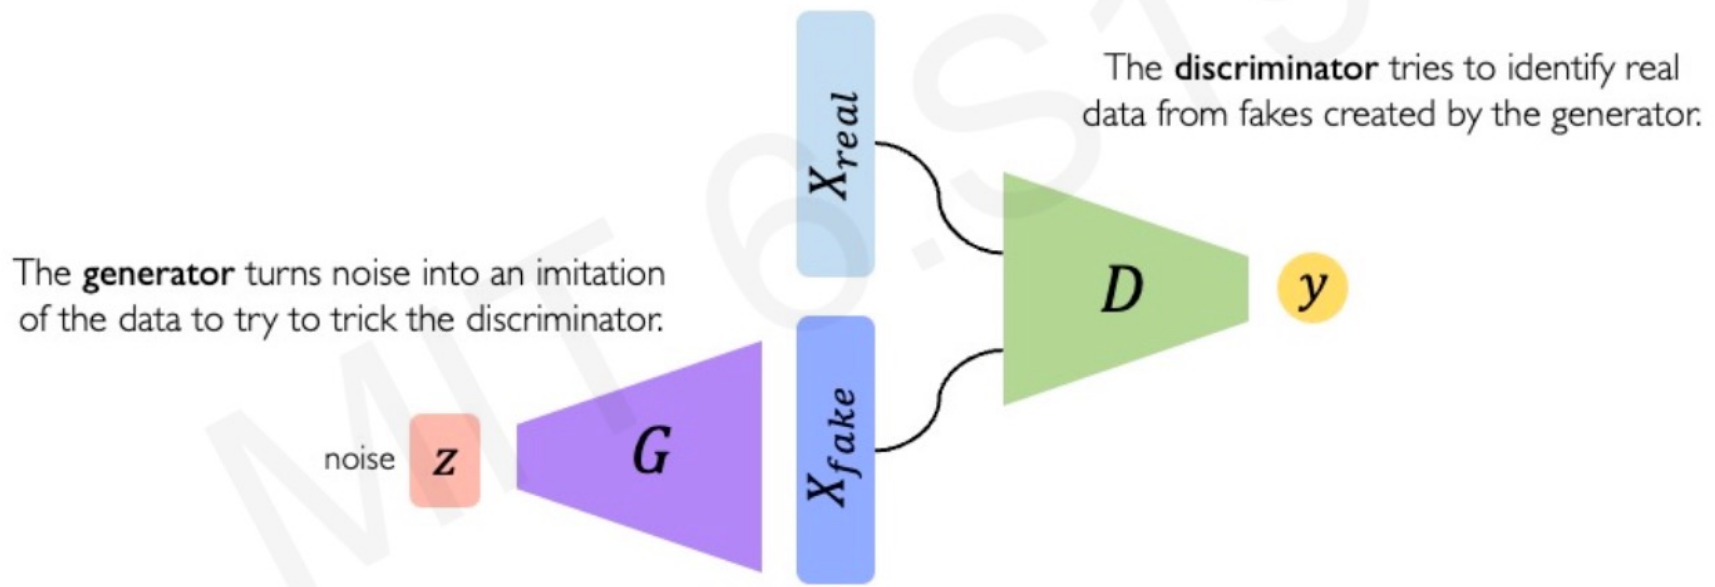 The discriminator tries to identify real
data from fakes created by the generator.
X_real
D
y
The generator turns noise into an imitation
of the data to try to trick the discriminator.
noise
z
G
X_fake
MIT 6.S19